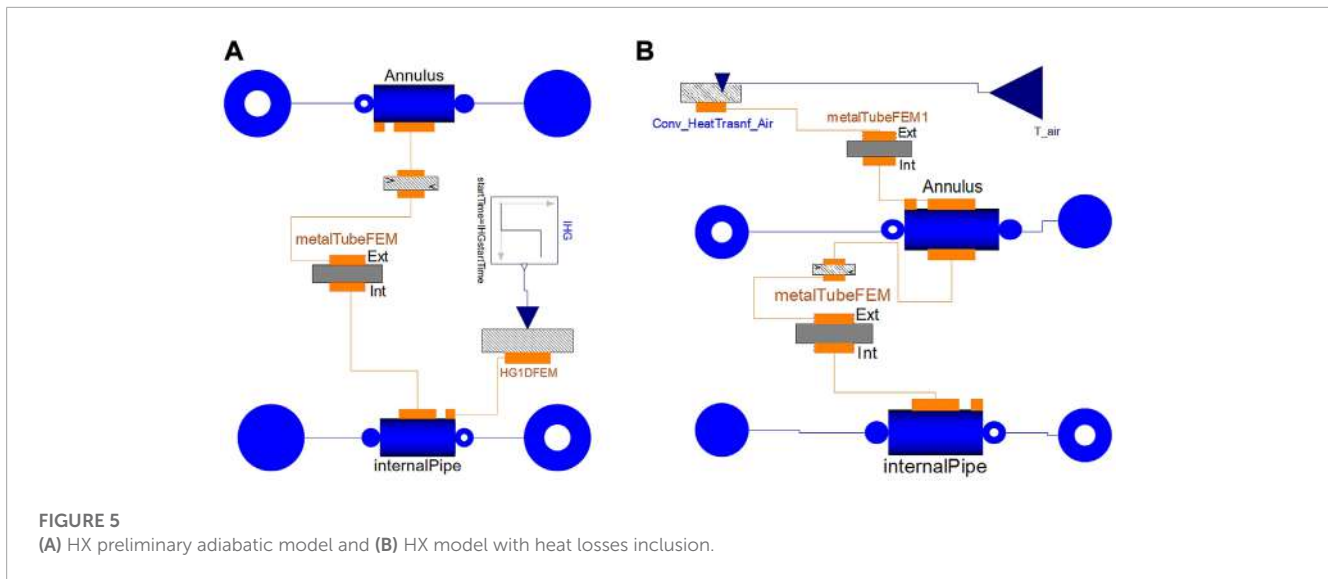 A
Annulus
metalTubeFEM
Ext
Int
startTime=IHGstartTime
IHG
HG1DFEM
internalPipe
B
Conv_HeatTrasnf_Air
T_air
metalTubeFEM1
Ext
Int
Annulus
metalTubeFEM
Ext
Int
internalPipe
FIGURE 5
(A) HX preliminary adiabatic model and (B) HX model with heat losses inclusion.